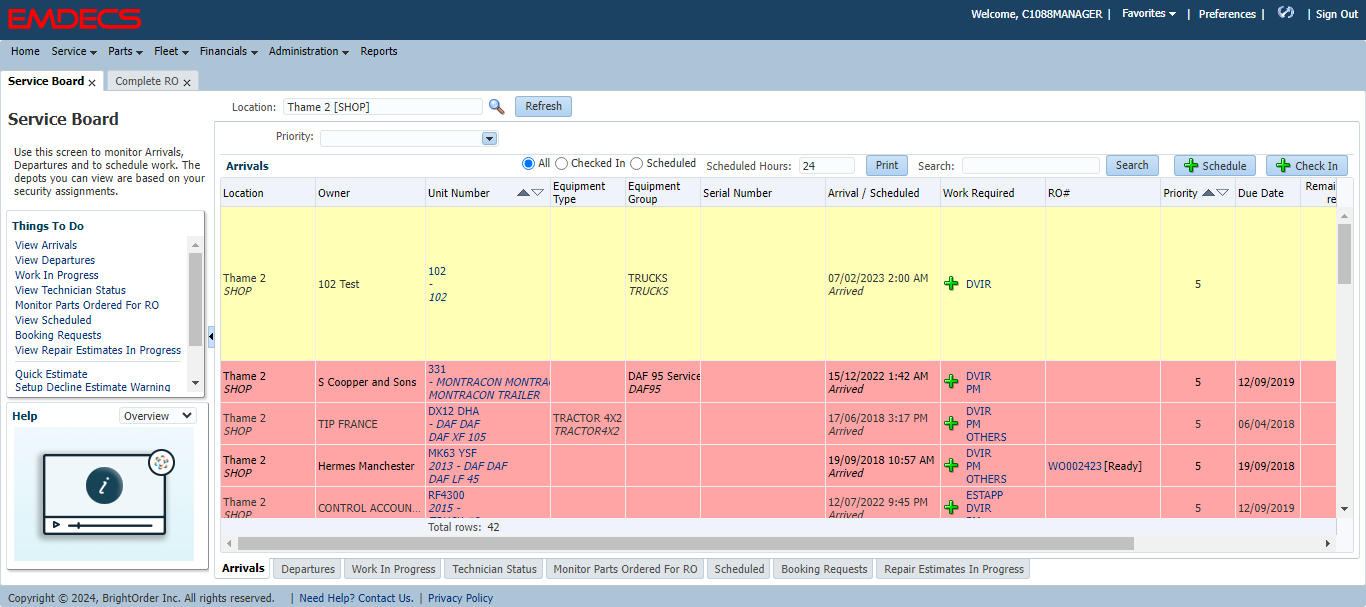 EMDECS
Welcome, C1088MANAGER | Favorites | Preferences | | Sign Out
Home Service Parts Fleet Financials Administration Reports
Service Board x Complete RO x
Location: Thame 2 [SHOP] Refresh
Service Board
Use this screen to monitor Arrivals,
Departures and to schedule work. The
depots you can view are based on your
security assignments.
Things To Do
View Arrivals
View Departures
Work In Progress
View Technician Status
Monitor Parts Ordered For RO
View Scheduled
Booking Requests
View Repair Estimates In Progress
Quick Estimate
Setup Decline Estimate Warning
Help Overview
i
Priority:
Arrivals All Checked In Scheduled Scheduled Hours: 24 Print Search: Search Schedule Check In
Location Owner Unit Number Equipment Type Equipment Group Serial Number Arrival / Scheduled Work Required RO# Priority Due Date Remai re
Thame 2 102 Test 102 TRUCKS 07/02/2023 2:00 AM DVIR 5
SHOP - TRUCKS Arrived
102
Thame 2 S Coopper and Sons 331 DAF 95 Service 15/12/2022 1:42 AM DVIR 5 12/09/2019
SHOP - MONTRACON MONTRA DAF95 Arrived PM
MONTRACON TRAILER
Thame 2 TIP FRANCE DX12 DHA TRACTOR 4X2 17/06/2018 3:17 PM DVIR 5 06/04/2018
SHOP - DAF DAF TRACTOR4X2 Arrived PM
DAF XF 105 OTHERS
Thame 2 Hermes Manchester MK63 YSF 19/09/2018 10:57 AM DVIR WO002423 [Ready] 5 19/09/2018
SHOP 2013 - DAF DAF Arrived PM
DAF LF 45 OTHERS
Thame 2 CONTROL ACCOUN... RF4300 12/07/2022 9:45 PM ESTAPP 5 12/09/2019
SHOP 2015 - Arrived DVIR
Total rows: 42
Arrivals Departures Work In Progress Technician Status Monitor Parts Ordered For RO Scheduled Booking Requests Repair Estimates In Progress
Copyright © 2024, BrightOrder Inc. All rights reserved. | Need Help? Contact Us. | Privacy Policy